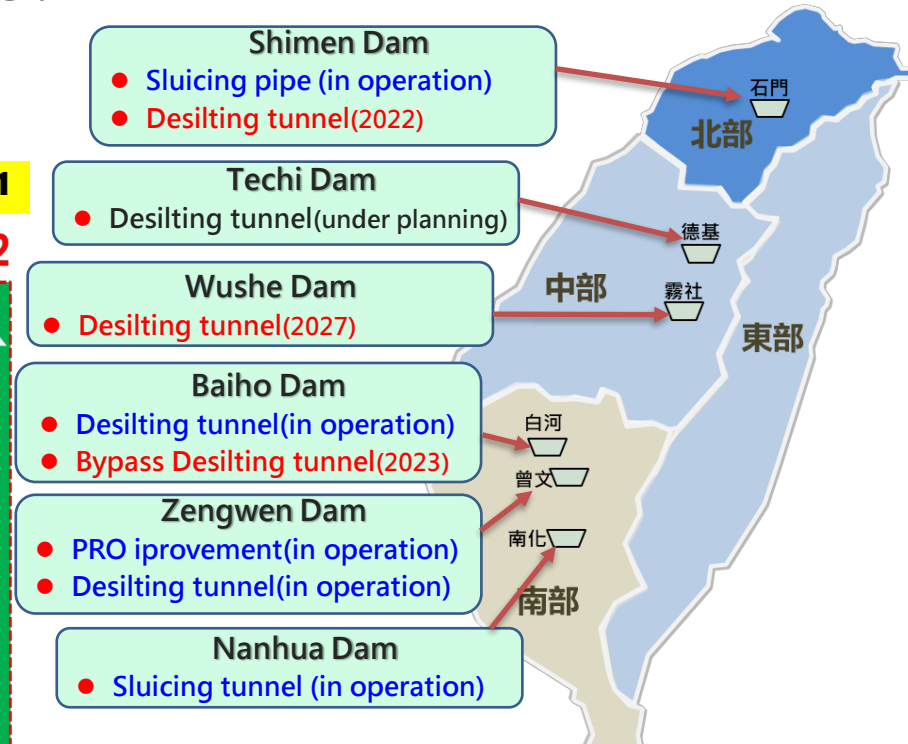 Shimen Dam
Sluicing pipe (in operation)
Desilting tunnel(2022)
Techi Dam
Desilting tunnel(under planning)
Wushe Dam
Desilting tunnel(2027)
Baiho Dam
Desilting tunnel(in operation)
Bypass Desilting tunnel(2023)
Zengwen Dam
PRO iprovement(in operation)
Desilting tunnel(in operation)
Nanhua Dam
Sluicing tunnel (in operation)
1
2
石門
北部
德基
中部
霧社
東部
白河
曾文
南化
南部